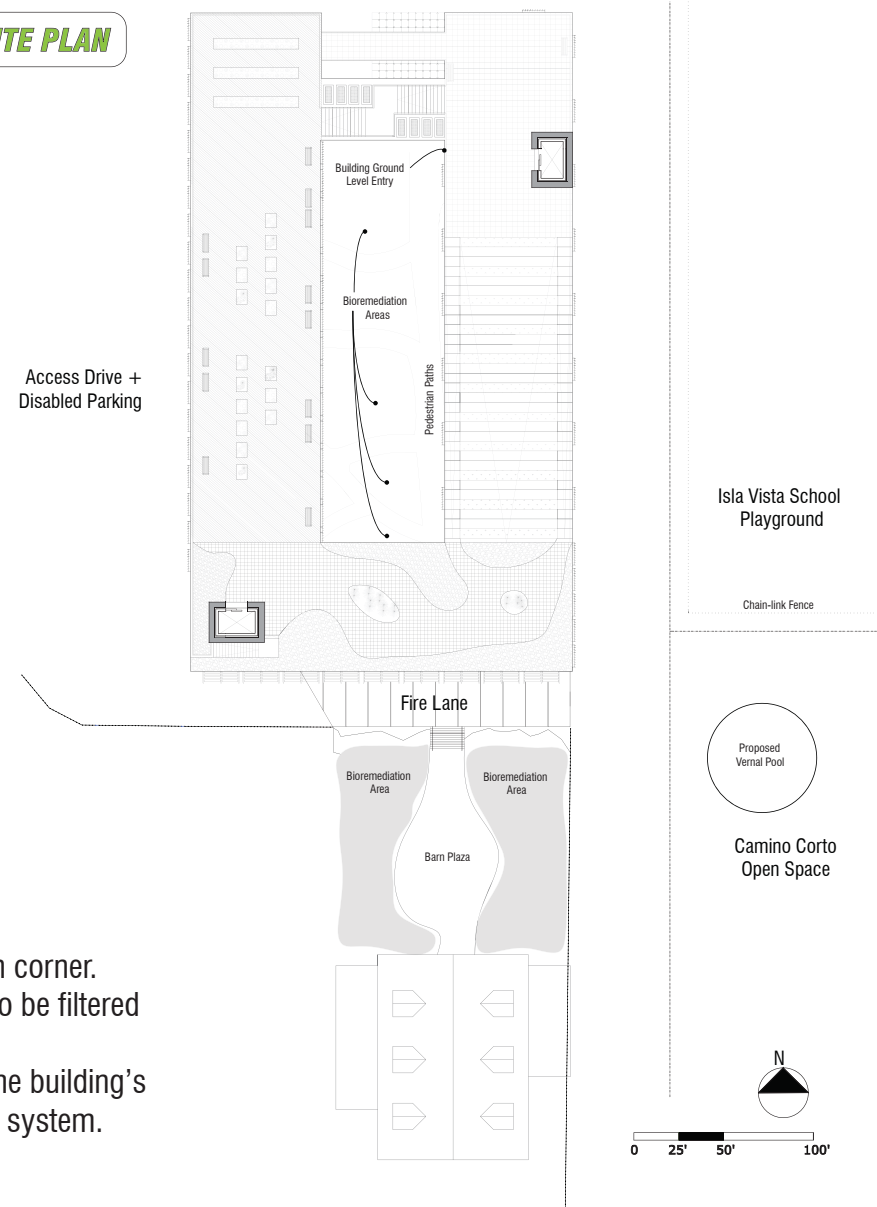 PLAN
Building Ground
Level Entry
Bioremediation
Areas
Pedestrian Paths
Access Drive +
Disabled Parking
Isla Vista School
Playground
Chain-link Fence
Fire Lane
Bioremediation
Area
Bioremediation
Area
Proposed
Vernal Pool
Barn Plaza
Camino Corto
Open Space
corner.
o be filtered
building's
system.
N
0 25' 50' 100'